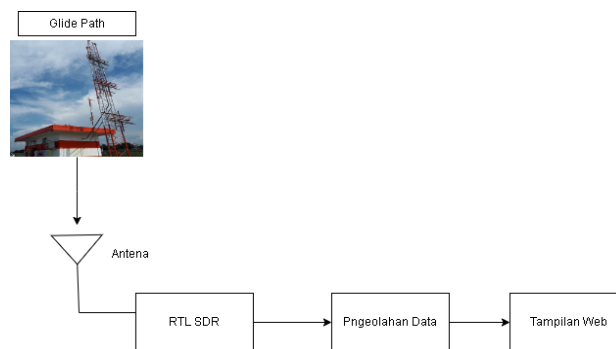 Glide Path
Antena
RTL SDR
Pngeolahan Data
Tampilan Web